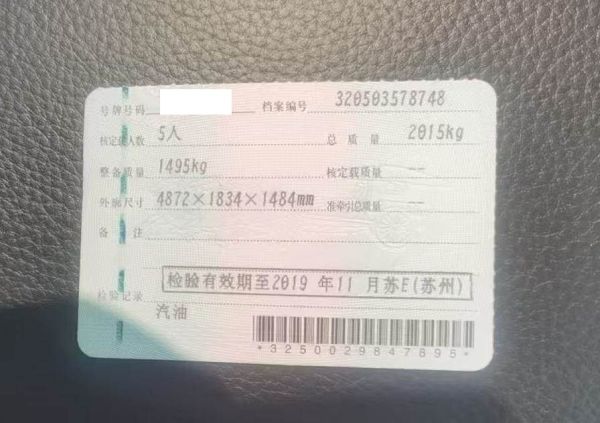 号牌号码 档案编号 320503578748
核定载人数 5人 总质量 2015kg
整备质量 1495kg 核定载质量 --
外廓尺寸 4872×1834×1484mm 准牵引总质量 --
备注
检验有效期至2019 年11 月苏E(苏州)
检验记录
汽油
*3250029847895*